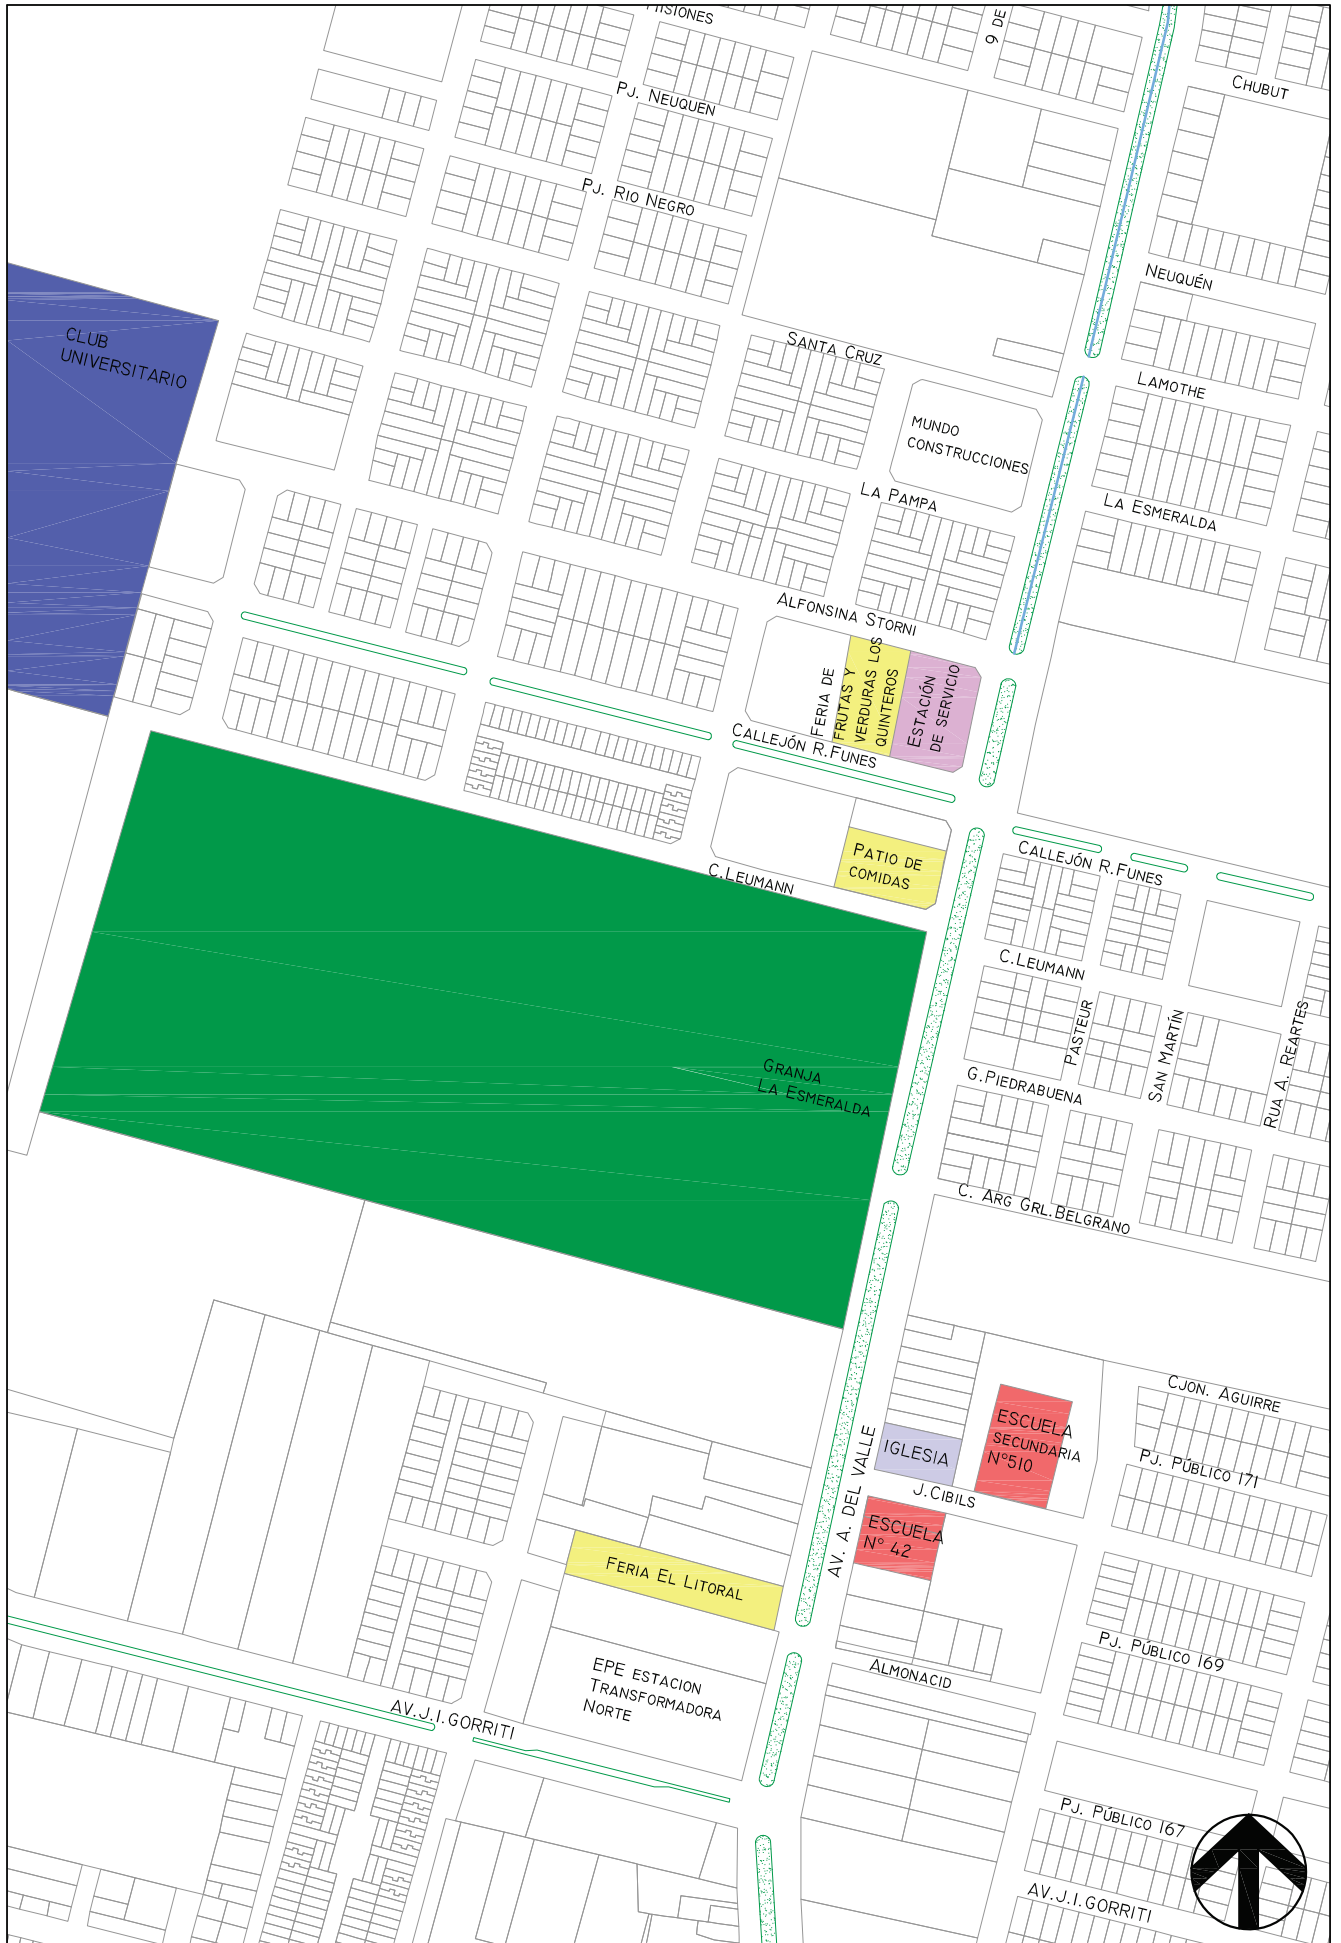 MISIONES
9 DE
PJ. NEUQUEN
CHUBUT
PJ. RIO NEGRO
NEUQUÉN
CLUB
UNIVERSITARIO
SANTA CRUZ
LAMOTHE
MUNDO
CONSTRUCCIONES
LA PAMPA
LA ESMERALDA
ALFONSINA STORNI
FERIA DE
FRUTAS Y
VERDURAS LOS
QUINTEROS
ESTACIÓN
DE SERVICIO
CALLEJÓN R.FUNES
PATIO DE
COMIDAS
CALLEJÓN R.FUNES
C.LEUMANN
C.LEUMANN
PASTEUR
SAN MARTÍN
RUA A. REARTES
GRANJA
LA ESMERALDA
G.PIEDRABUENA
C. ARG GRL.BELGRANO
CJON. AGUIRRE
ESCUELA
SECUNDARIA
N°510
IGLESIA
AV. A. DEL VALLE
PJ. PÚBLICO 171
J.CIBILS
ESCUELA
N° 42
FERIA EL LITORAL
PJ. PÚBLICO 169
ALMONACID
EPE ESTACION
TRANSFORMADORA
NORTE
AV.J.I.GORRITI
PJ. PÚBLICO 167
AV.J.I.GORRITI